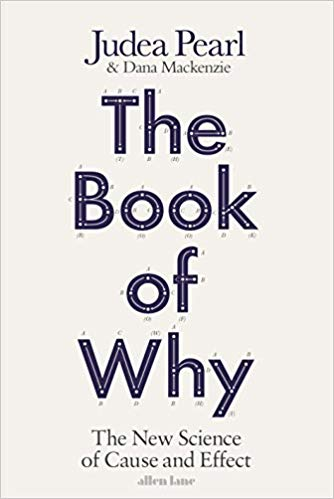 Judea Pearl
& Dana Mackenzie
The
Book
of
Why
The New Science
of Cause and Effect
allen lane